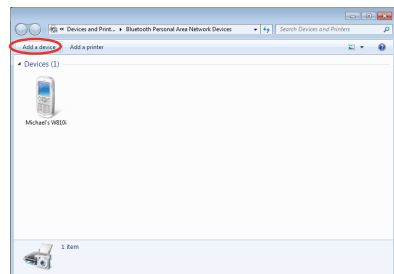 « Devices and Print... ▸ Bluetooth Personal Area Network Devices
Search Devices and Printers
Add a device
Add a printer
Devices (1)
Michael's W810i
1 item